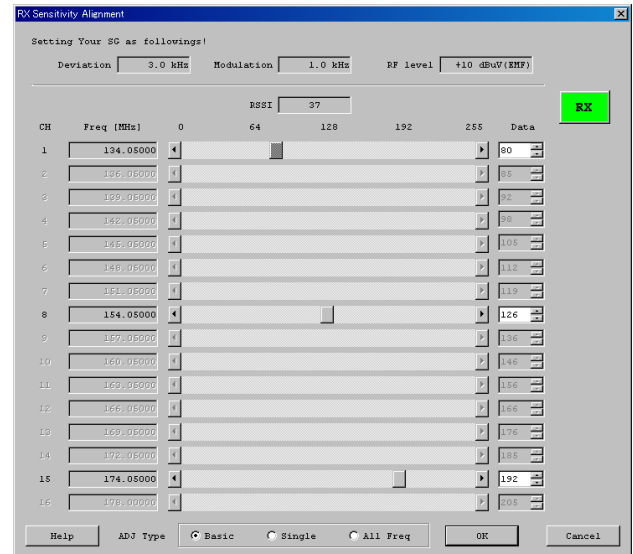 RX Sensitivity Alignment
Setting Your SG as followings!
Deviation 3.0 kHz Modulation 1.0 kHz RF level +10 dBuV(EMF)
RSSI 37
RX
CH Freq [MHz] 0 64 128 192 255 Data
1 134.05000 80
2 136.05000 85
3 139.05000 92
4 142.05000 98
5 145.05000 105
6 148.05000 112
7 151.05000 119
8 154.05000 126
9 157.05000 136
10 160.05000 146
11 163.05000 156
12 166.05000 166
13 169.05000 176
14 172.05000 185
15 174.05000 192
16 178.00000 205
Help ADJ Type Basic Single All Freq OK Cancel